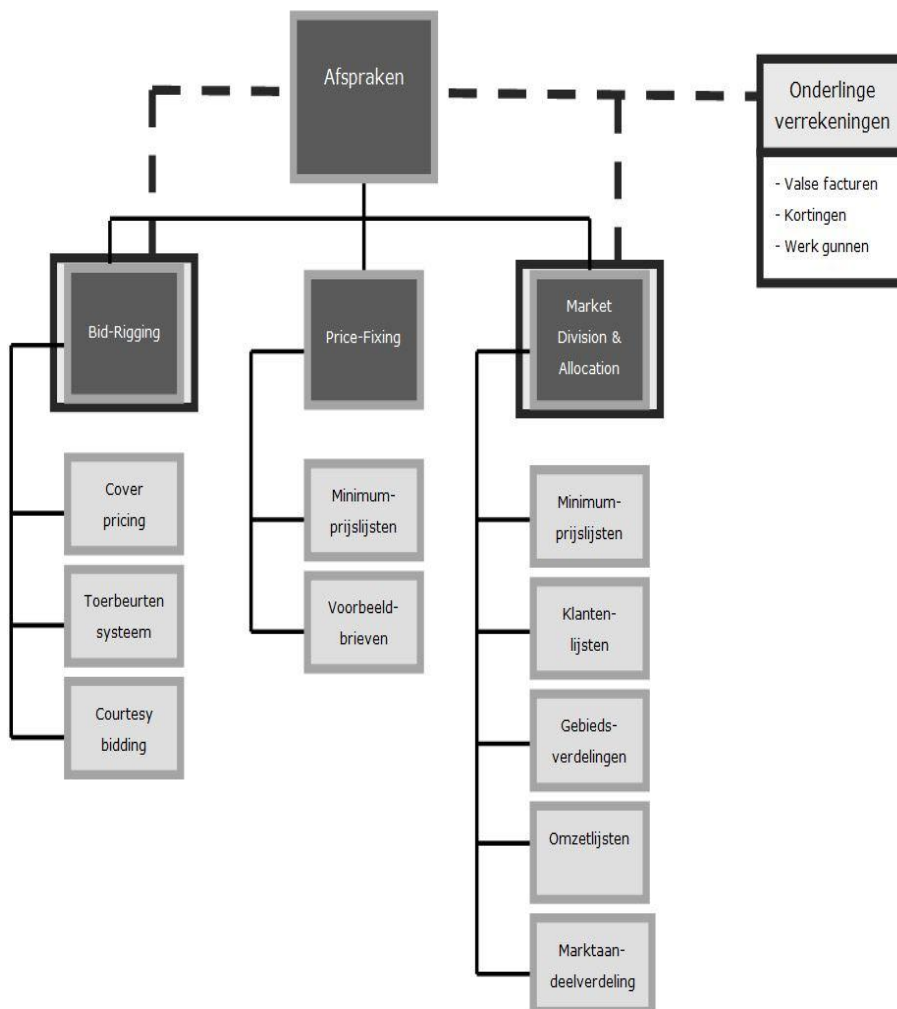 Afspraken
Onderlinge
verrekeningen
- Valse facturen
- Kortingen
- Werk gunnen
Bid-Rigging
Cover
pricing
Toerbeurten
systeem
Courtesy
bidding
Price-Fixing
Minimum-
prijslijsten
Voorbeeld-
brieven
Market
Division &
Allocation
Minimum-
prijslijsten
Klanten-
lijsten
Gebieds-
verdelingen
Omzetlijsten
Marktaan-
deelverdeling